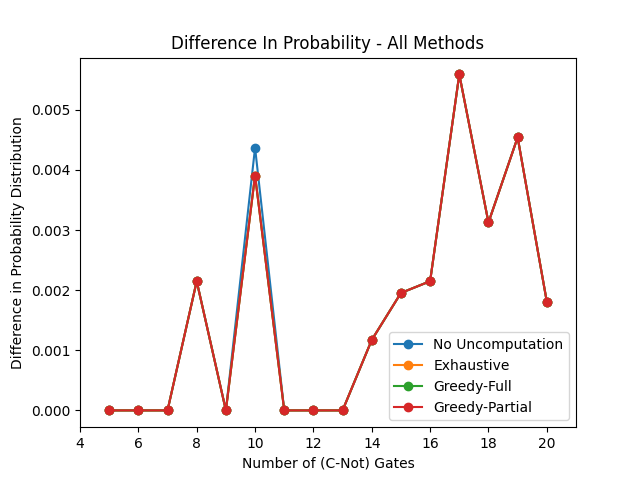 Difference In Probability - All Methods
Difference in Probability Distribution
0.005
0.004
0.003
0.002
0.001
0.000
No Uncomputation
Exhaustive
Greedy-Full
Greedy-Partial
4 6 8 10 12 14 16 18 20
Number of (C-Not) Gates